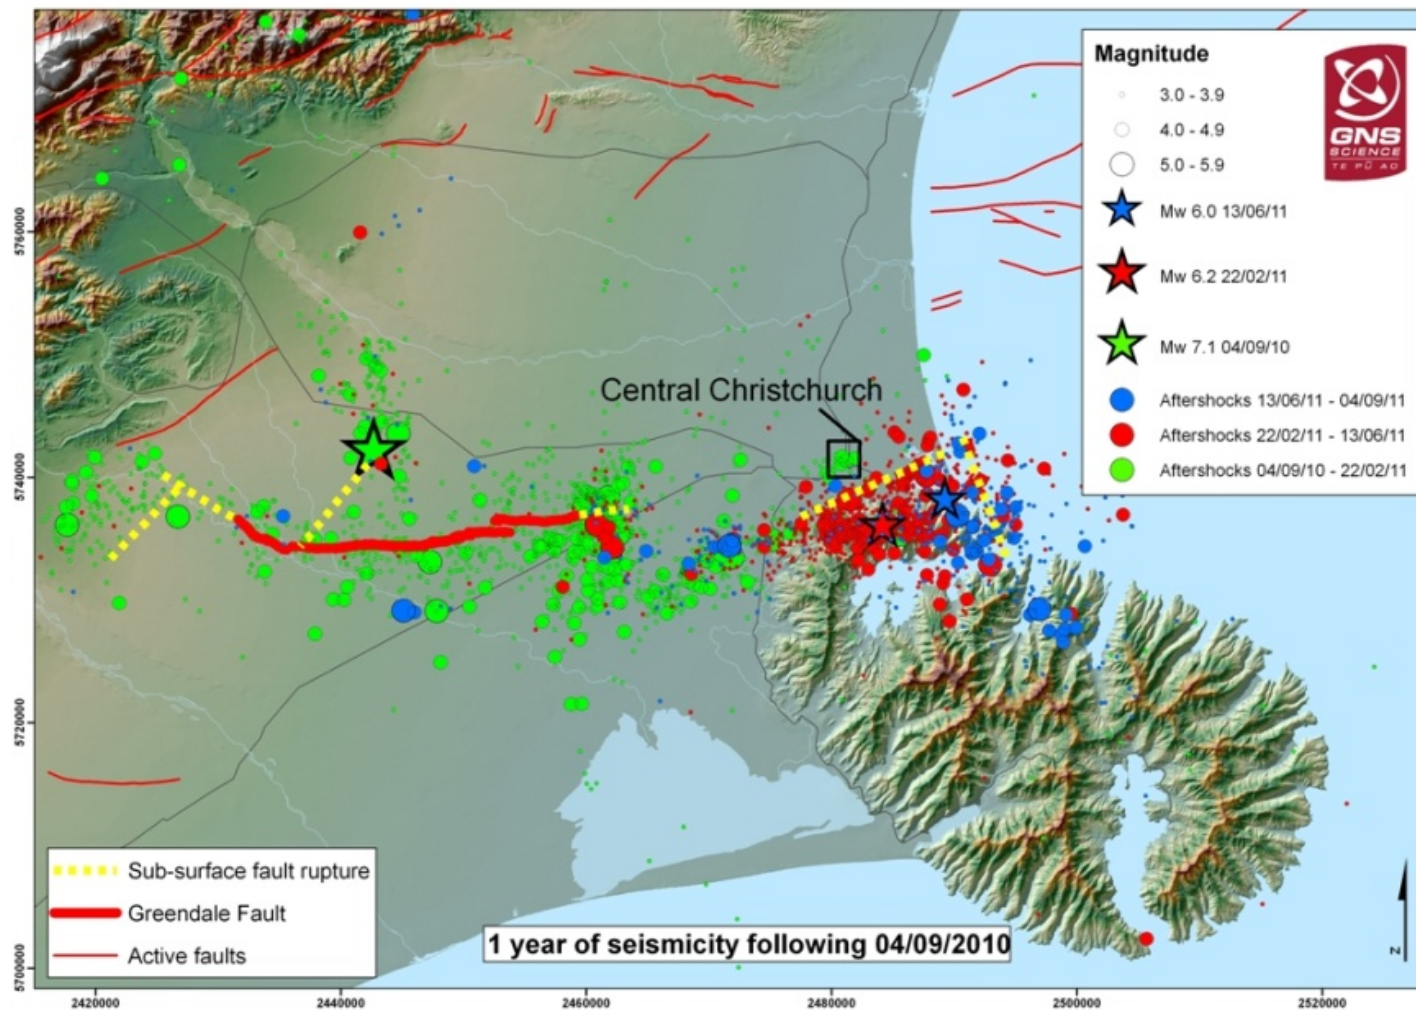 Magnitude
3.0 - 3.9
4.0 - 4.9
5.0 - 5.9
Mw 6.0 13/06/11
Mw 6.2 22/02/11
Mw 7.1 04/09/10
Aftershocks 13/06/11 - 04/09/11
Aftershocks 22/02/11 - 13/06/11
Aftershocks 04/09/10 - 22/02/11
GNS
SCIENCE
TE PŪ AO
Central Christchurch
Sub-surface fault rupture
Greendale Fault
Active faults
1 year of seismicity following 04/09/2010
N
5760000
5740000
5720000
5700000
2420000
2440000
2460000
2480000
2500000
2520000